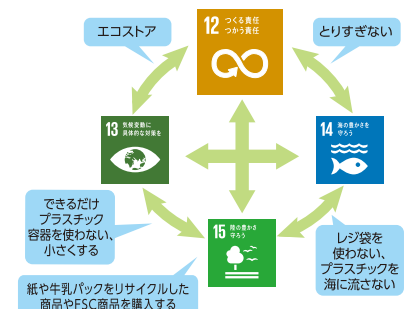 エコストア
12 つくる責任
つかう責任
とりすぎない
13 気候変動に
具体的な対策を
14 海の豊かさを
守ろう
できるだけ
プラスチック
容器を使わない、
小さくする
15 陸の豊かさ
守ろう
レジ袋を
使わない、
プラスチックを
海に流さない
紙や牛乳パックをリサイクルした
商品やFSC商品を購入する